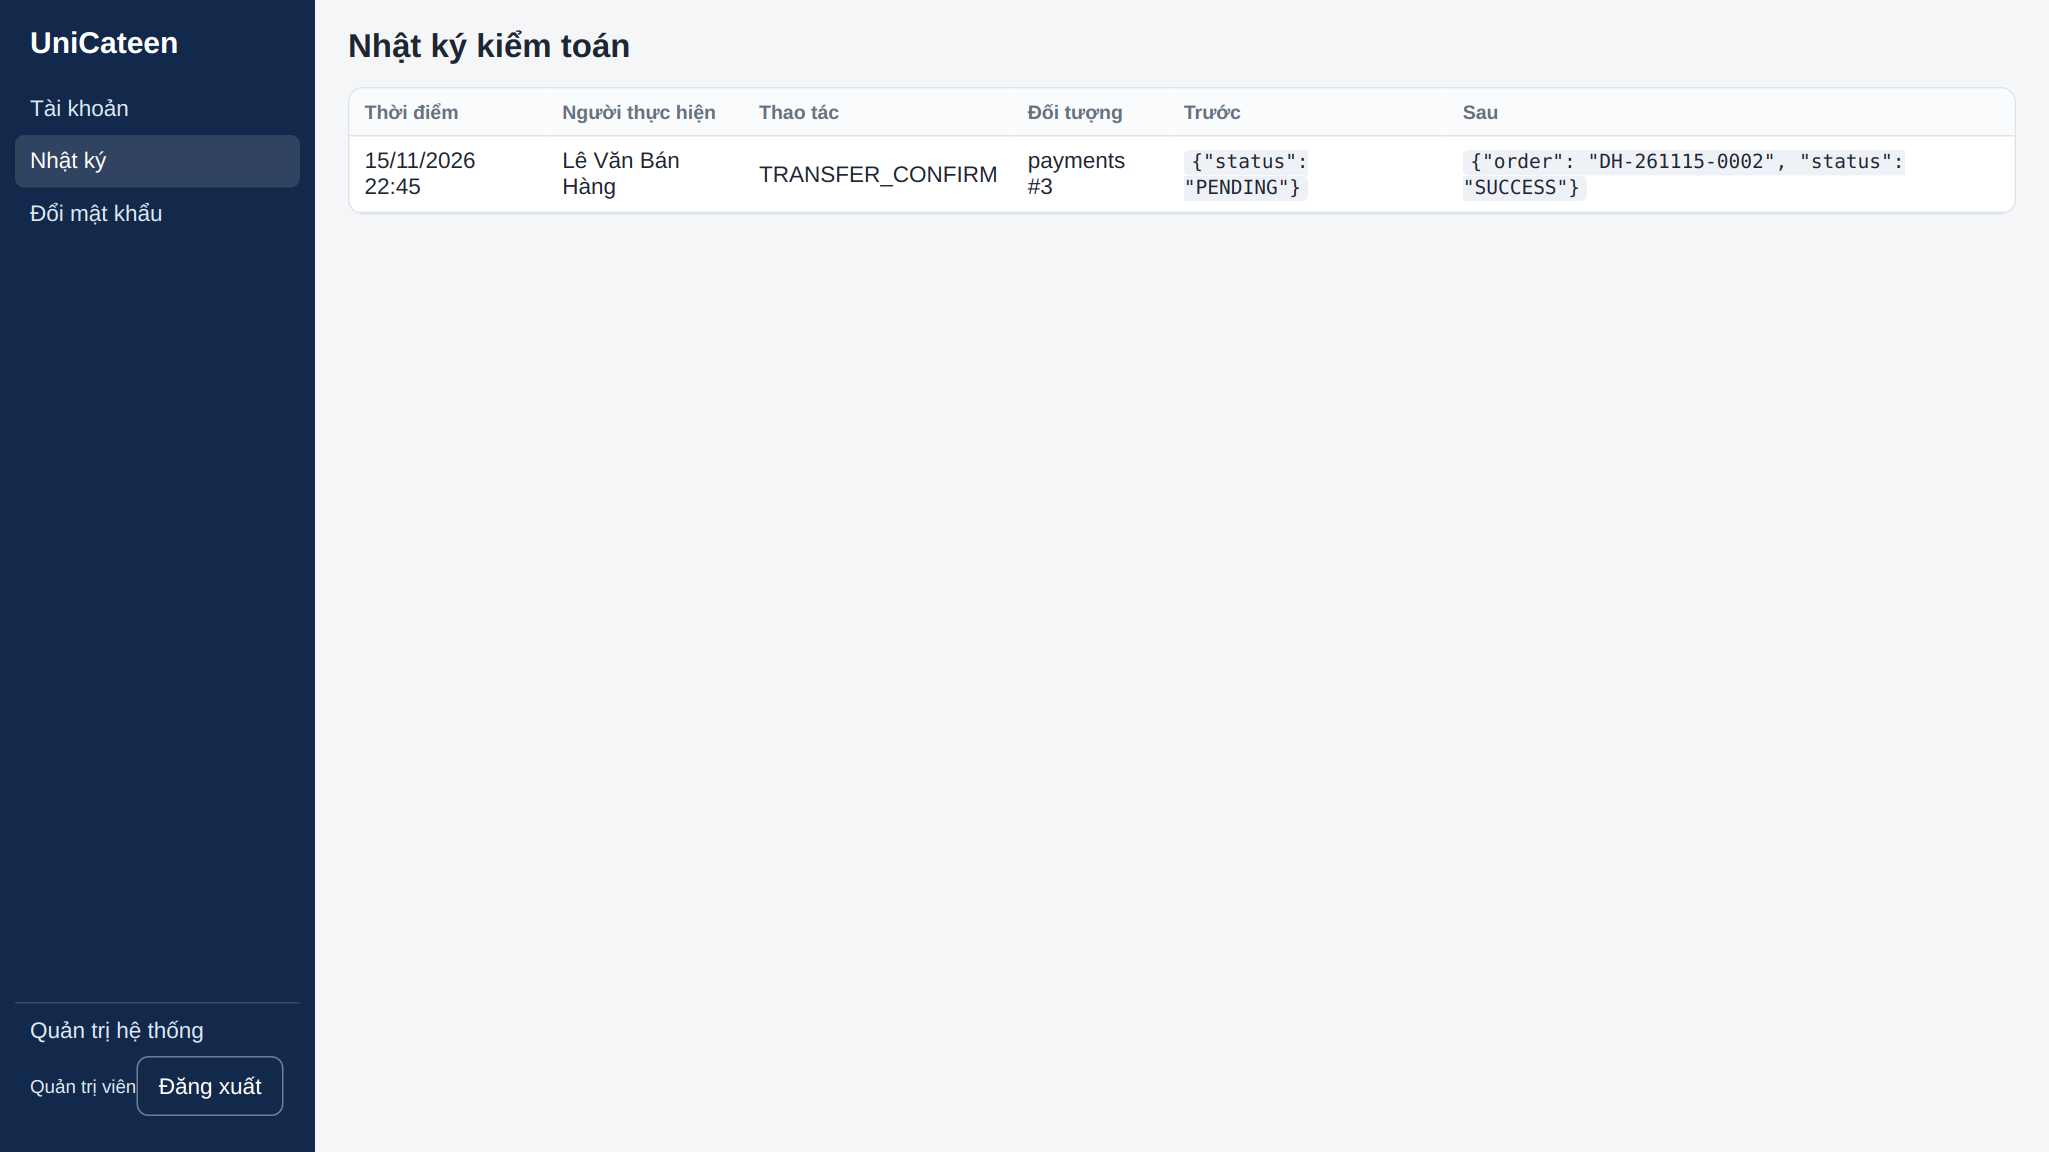 UniCateen
Tài khoản
Nhật ký
Đổi mật khẩu
Quản trị hệ thống
Quản trị viên
Đăng xuất
Nhật ký kiểm toán
Thời điểm Người thực hiện Thao tác Đối tượng Trước Sau
15/11/2026 Lê Văn Bán TRANSFER_CONFIRM payments {"status": {"order": "DH-261115-0002", "status":
22:45 Hàng #3 "PENDING"} "SUCCESS"}